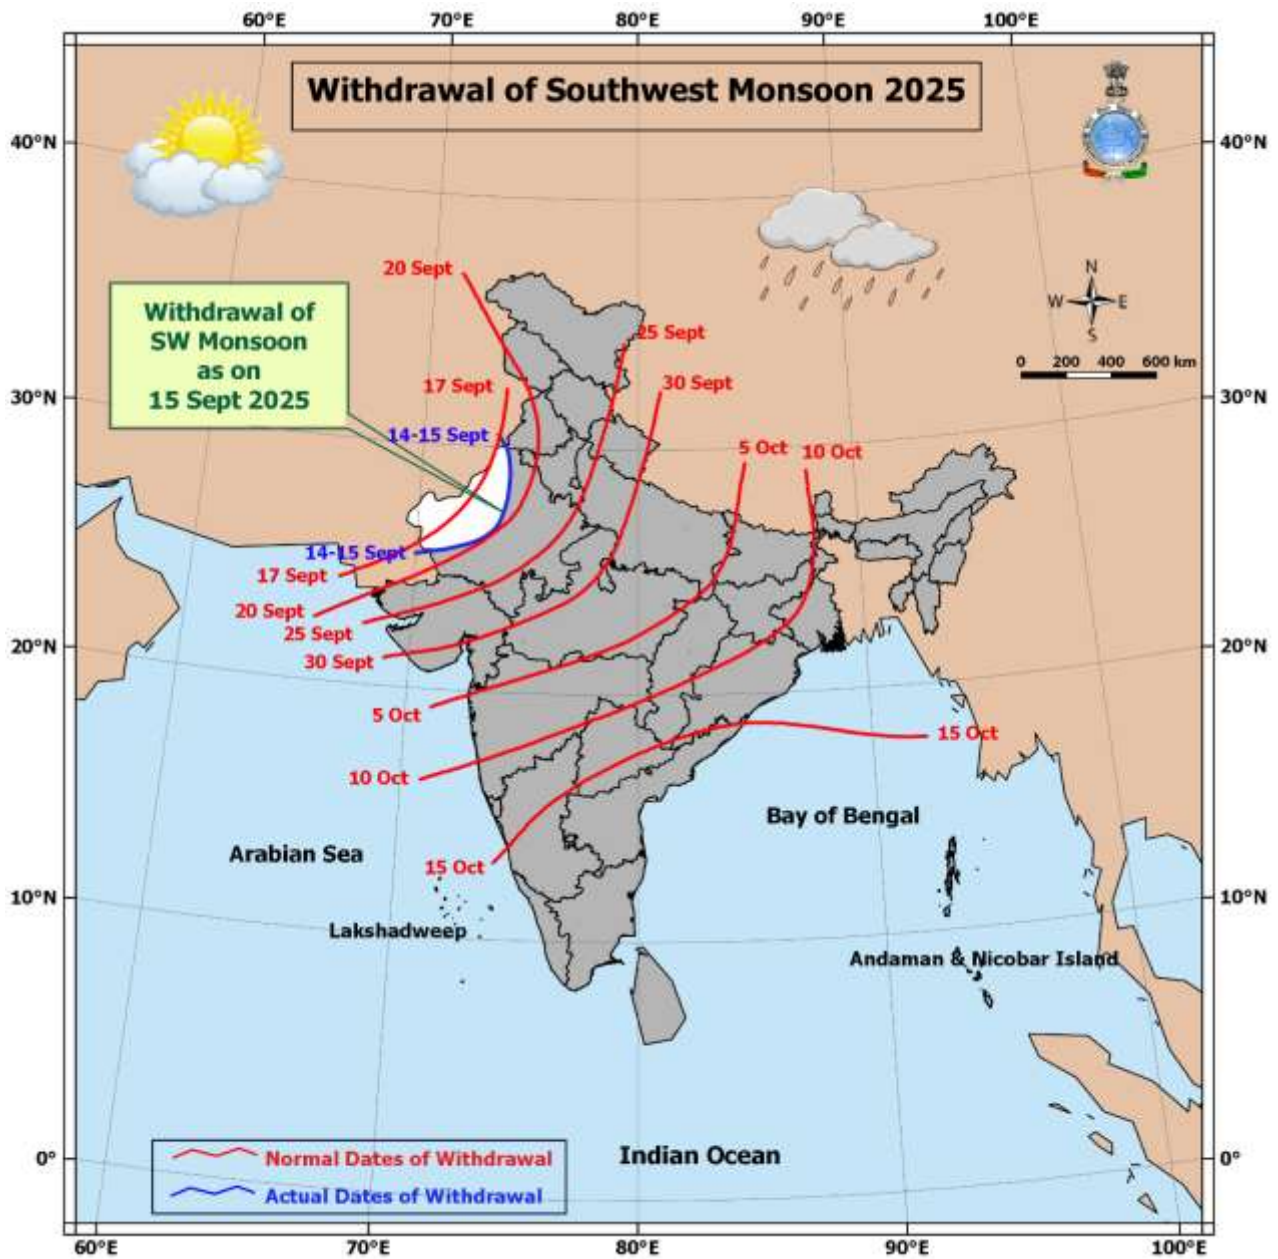 60°E 70°E 80°E 90°E 100°E
Withdrawal of Southwest Monsoon 2025
40°N 40°N
20 Sept
N
W E
S
Withdrawal of
SW Monsoon
as on
15 Sept 2025
25 Sept
0 200 400 600 km
17 Sept
30 Sept
30°N 30°N
14-15 Sept
5 Oct 10 Oct
14-15 Sept
17 Sept
20 Sept
25 Sept
20°N 20°N
30 Sept
5 Oct
15 Oct
10 Oct
Bay of Bengal
Arabian Sea
15 Oct
10°N 10°N
Lakshadweep
Andaman & Nicobar Island
0° 0°
Indian Ocean
Normal Dates of Withdrawal
Actual Dates of Withdrawal
60°E 70°E 80°E 90°E 100°E